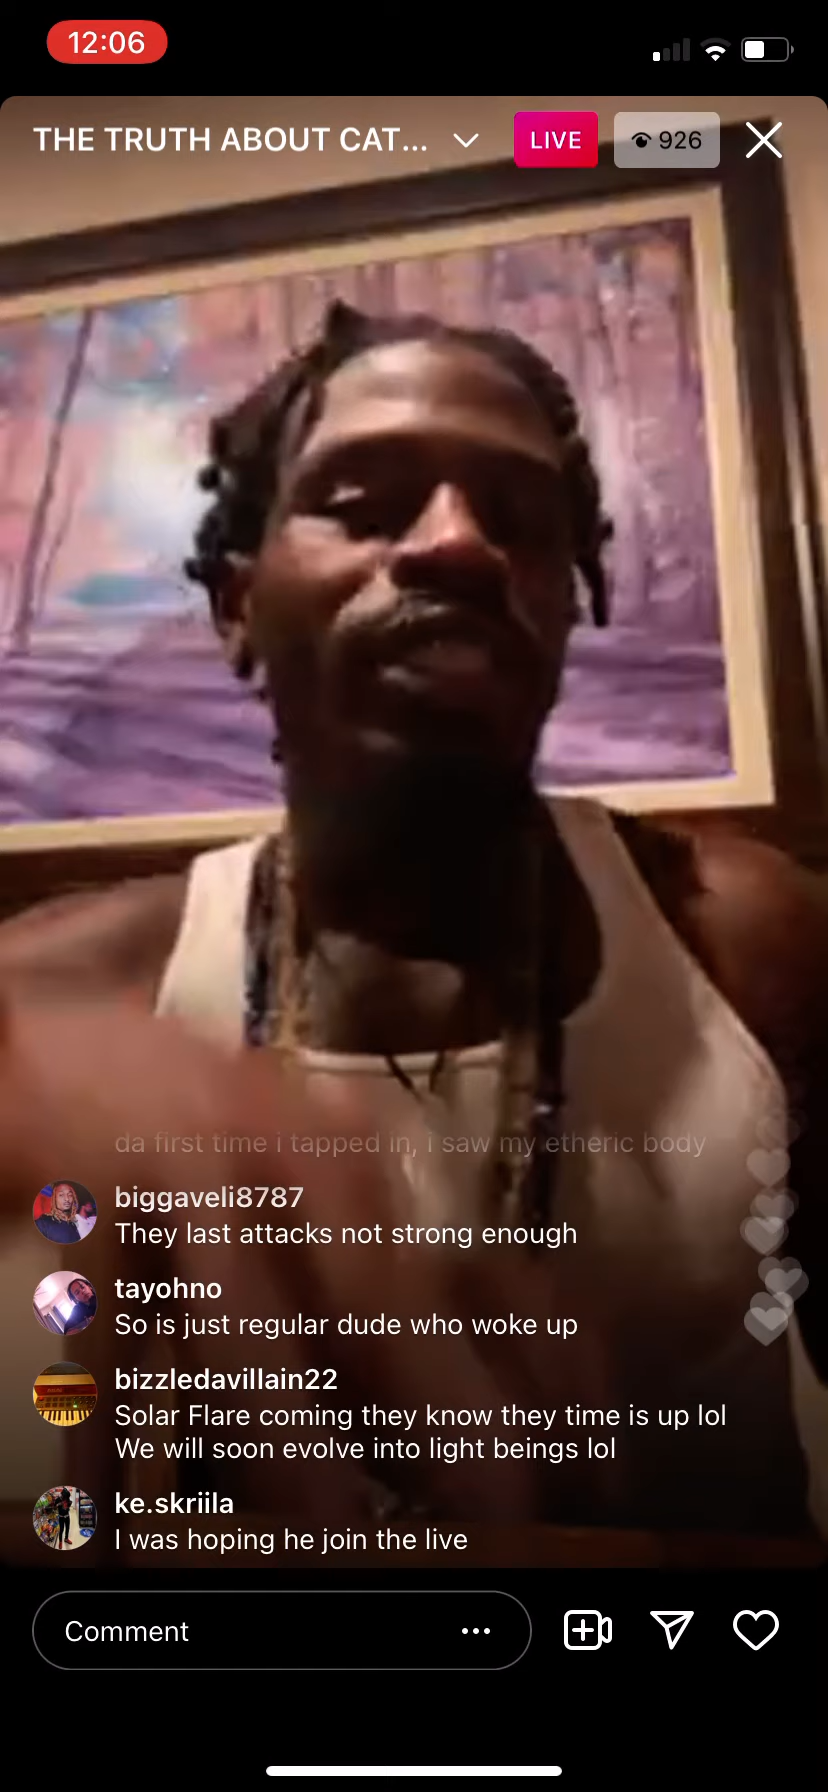 12:06
THE TRUTH ABOUT CAT...
LIVE
926
da first time i tapped in, i saw my etheric body
biggaveli8787
They last attacks not strong enough
tayohno
So is just regular dude who woke up
bizzledavillain22
Solar Flare coming they know they time is up lol
We will soon evolve into light beings lol
ke.skriila
I was hoping he join the live
Comment